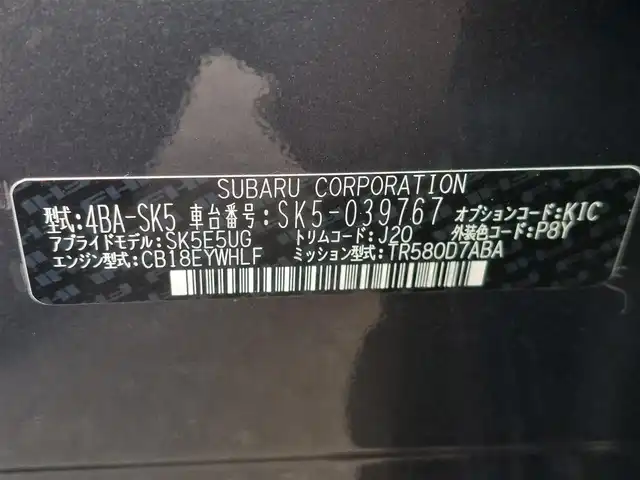 SUBARU CORPORATION
型式:4BA-SK5 車台番号:SK5-039767 オプションコード:KIC
アプライドモデル:SK5E5UG トリムコード:J20 外装色コード:P8Y
エンジン型式:CB18EYWHLF ミッション型式:TR580D7ABA